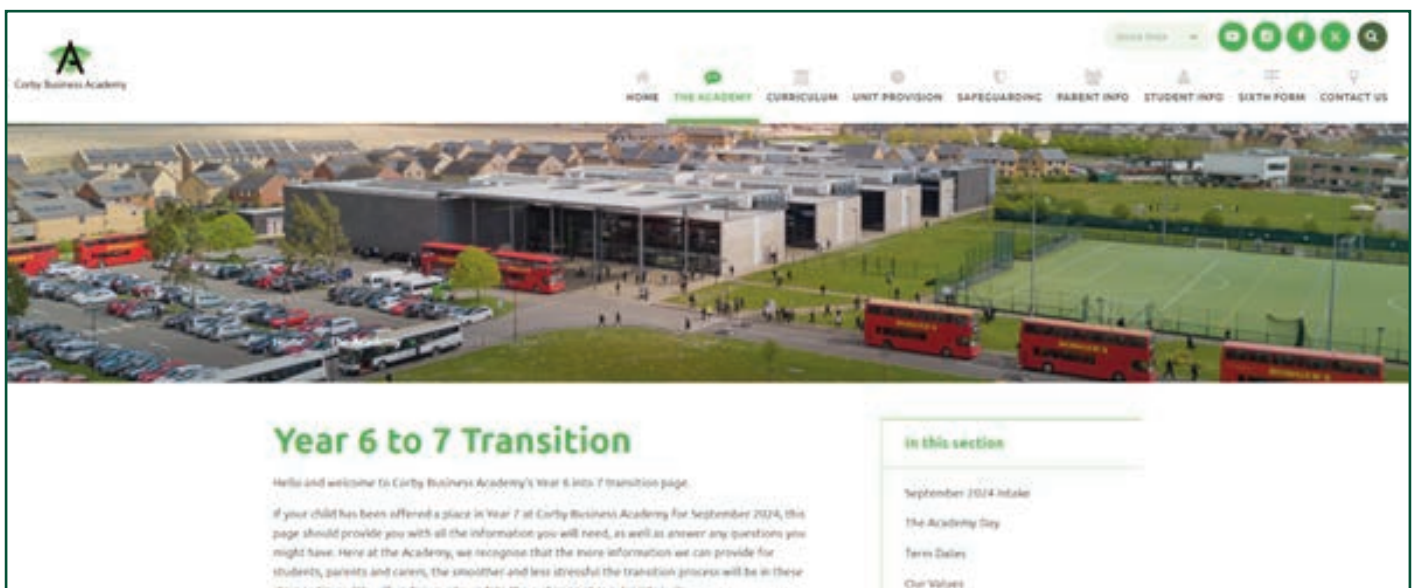 Corby Business Academy
HOME THE ACADEMY CURRICULUM UNIT PROVISION SAFEGUARDING PARENT INFO STUDENT INFO SIXTH FORM CONTACT US
Year 6 to 7 Transition
Hello and welcome to Corby Business Academy's Year 6 into 7 transition page.
If your child has been offered a place in Year 7 at Corby Business Academy for September 2024, this
page should provide you with all the information you will need, as well as answer any questions you
might have. Here at the Academy, we recognise that the more information we can provide for
students, parents and carers, the smoother and less stressful the transition process will be in these
In this section
September 2024 Intake
The Academy Day
Term Dates
Our Values